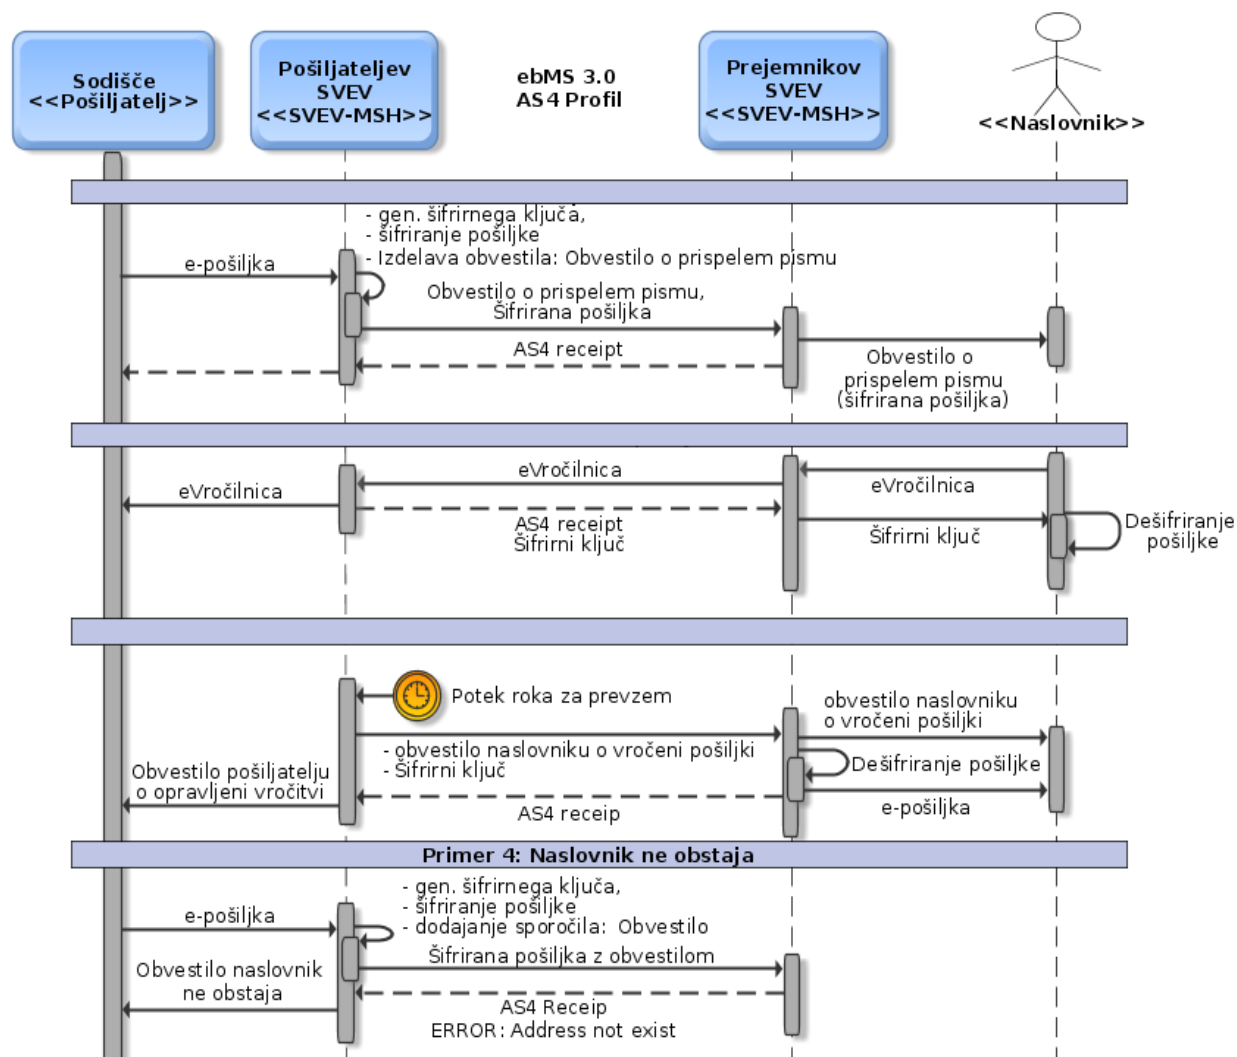 Sodišče
<<Pošiljatelj>>
Pošiljateljev
SVEV
<<SVEV-MSH>>
ebMS 3.0
AS4 Profil
Prejemnikov
SVEV
<<SVEV-MSH>>
<<Naslovnik>>
- gen. šifrirnega ključa,
- šifriranje pošiljke
- Izdelava obvestila: Obvestilo o prispelem pismu
e-pošiljka
Obvestilo o prispelem pismu,
Šifrirana pošiljka
AS4 receipt
Obvestilo o
prispelem pismu
(šifrirana pošiljka)
eVročilnica
eVročilnica
eVročilnica
AS4 receipt
Šifrirni ključ
Šifrirni ključ
Dešifriranje
pošiljke
Potek roka za prevzem
obvestilo naslovniku
o vročeni pošiljki
- obvestilo naslovniku o vročeni pošiljki
- Šifrirni ključ
Dešifriranje pošiljke
Obvestilo pošiljatelju
o opravljeni vročitvi
AS4 receip
e-pošiljka
Primer 4: Naslovnik ne obstaja
- gen. šifrirnega ključa,
- šifriranje pošiljke
- dodajanje sporočila:  Obvestilo
e-pošiljka
Šifrirana pošiljka z obvestilom
Obvestilo naslovnik
ne obstaja
AS4 Receip
ERROR: Address not exist